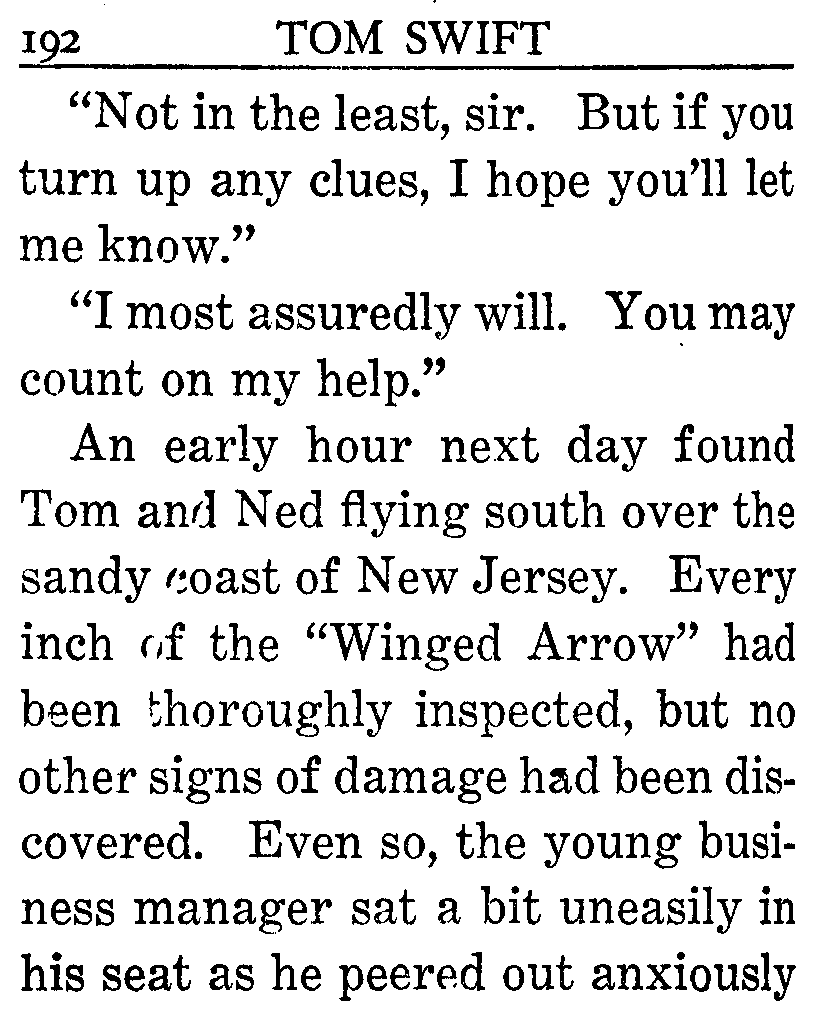 192 TOM SWIFT
“Not in the least, sir. But if you
turn up any clues, I hope you’ll let
me know.”
“I most assuredly will. You may
count on my help.”
An early hour next day found
Tom and Ned flying south over the
sandy coast of New Jersey. Every
inch of the “Winged Arrow” had
been thoroughly inspected, but no
other signs of damage had been dis-
covered. Even so, the young busi-
ness manager sat a bit uneasily in
his seat as he peered out anxiously